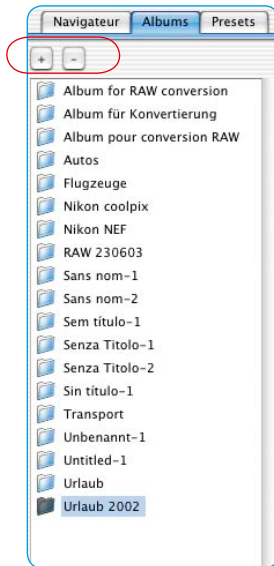 Navigateur Albums Presets
+ -
Album for RAW conversion
Album für Konvertierung
Album pour conversion RAW
Autos
Flugzeuge
Nikon coolpix
Nikon NEF
RAW 230603
Sans nom-1
Sans nom-2
Sem título-1
Senza Titolo-1
Senza Titolo-2
Sin título-1
Transport
Unbenannt-1
Untitled-1
Urlaub
Urlaub 2002